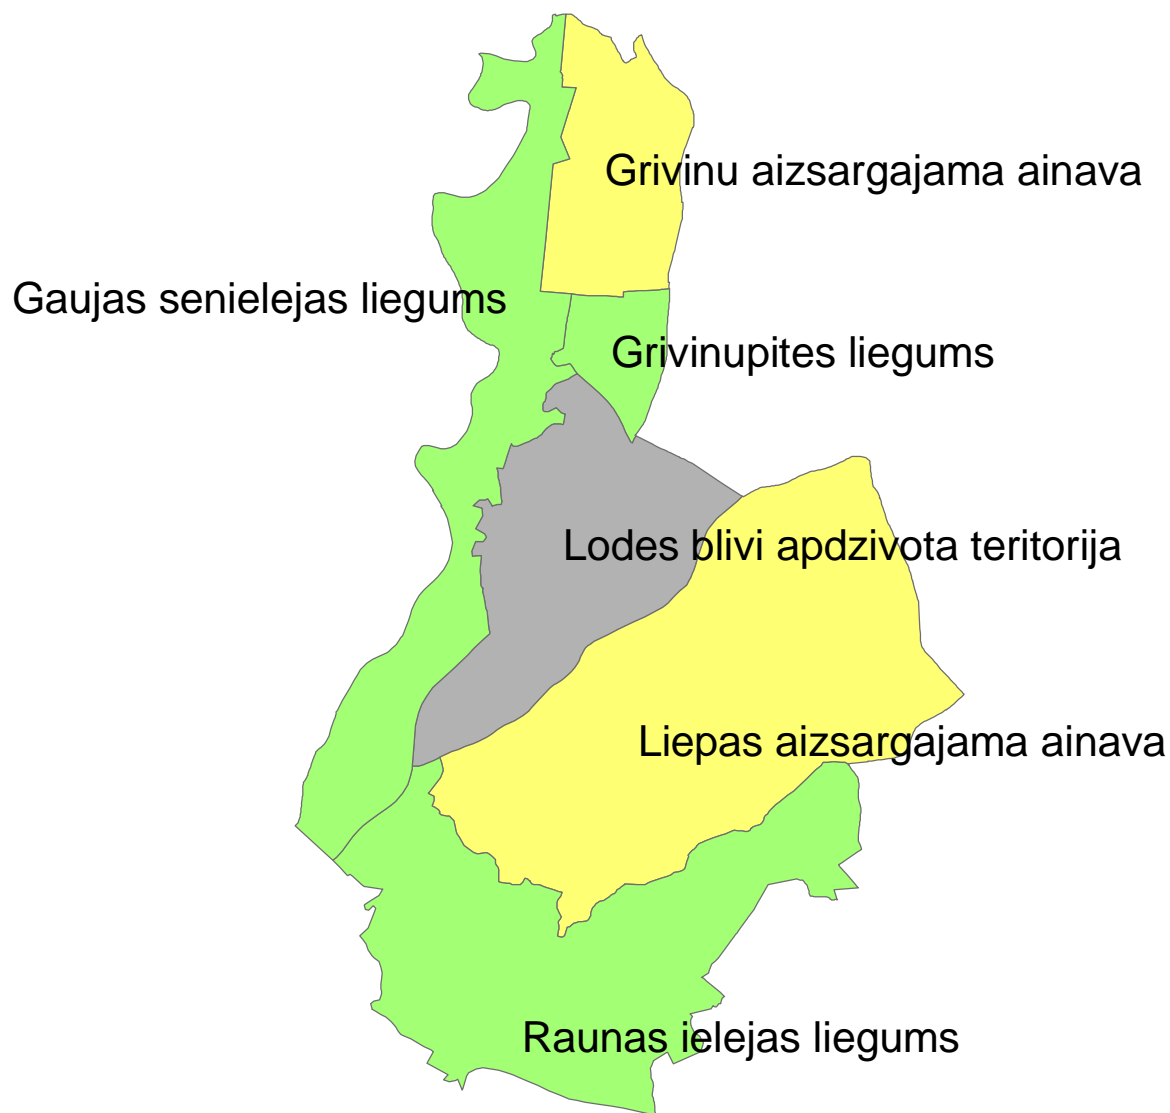 Grivinu aizsargajama ainava
Gaujas senielejas liegums
Grivinupites liegums
Lodes blivi apdzivota teritorija
Liepas aizsargajama ainava
Raunas ielejas liegums